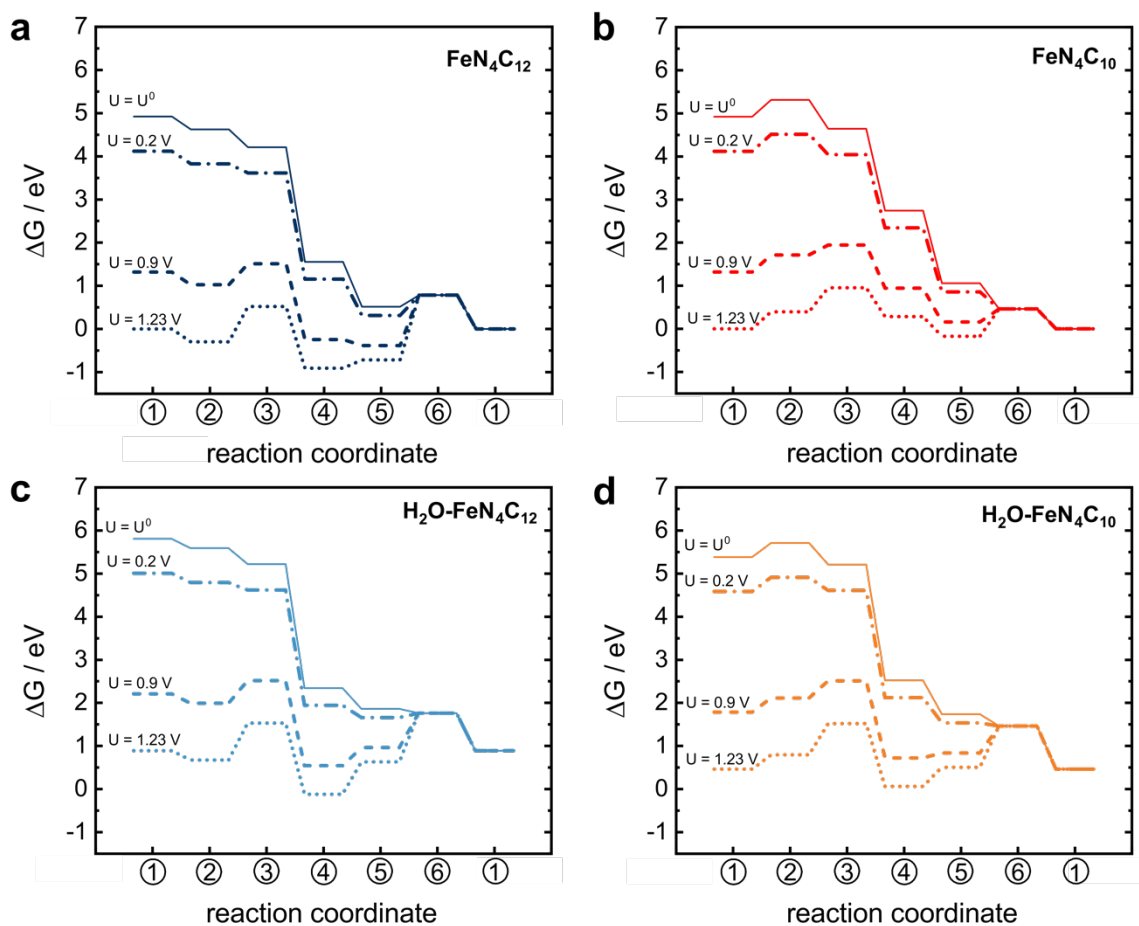 a
FeN₄C₁₂
7
6
5
4
3
2
1
0
-1
ΔG / eV
U = U⁰
U = 0.2 V
U = 0.9 V
U = 1.23 V
① ② ③ ④ ⑤ ⑥ ①
reaction coordinate
b
FeN₄C₁₀
7
6
5
4
3
2
1
0
-1
ΔG / eV
U = U⁰
U = 0.2 V
U = 0.9 V
U = 1.23 V
① ② ③ ④ ⑤ ⑥ ①
reaction coordinate
c
H₂O-FeN₄C₁₂
7
6
5
4
3
2
1
0
-1
ΔG / eV
U = U⁰
U = 0.2 V
U = 0.9 V
U = 1.23 V
① ② ③ ④ ⑤ ⑥ ①
reaction coordinate
d
H₂O-FeN₄C₁₀
7
6
5
4
3
2
1
0
-1
ΔG / eV
U = U⁰
U = 0.2 V
U = 0.9 V
U = 1.23 V
① ② ③ ④ ⑤ ⑥ ①
reaction coordinate